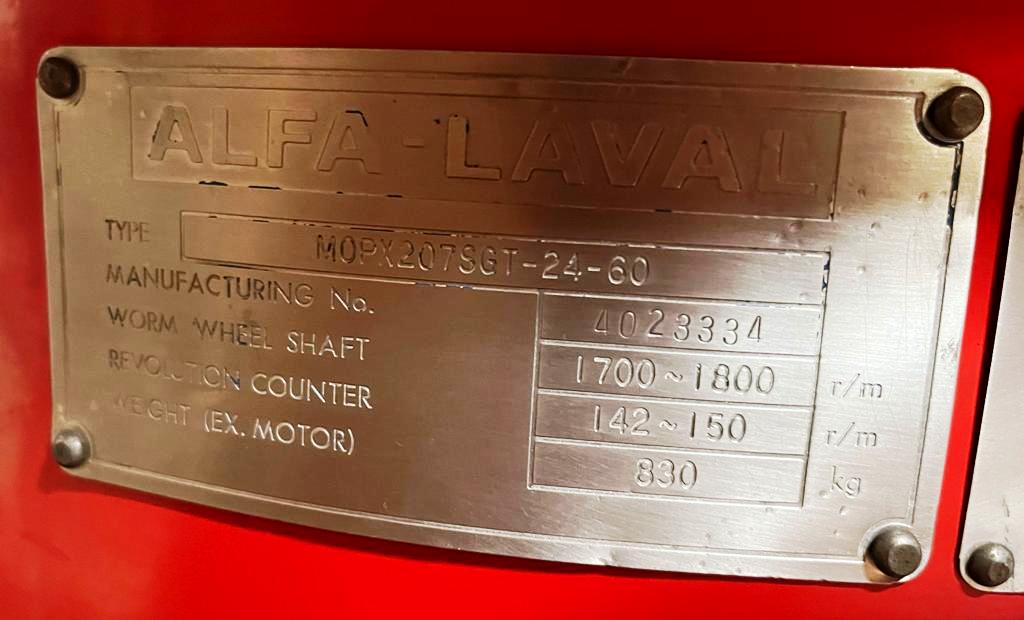 ALFA-LAVAL
TYPE MOPX207SGT-24-60
MANUFACTURING No. 4023334
WORM WHEEL SHAFT 1700~1800 r/m
REVOLUTION COUNTER 142~150 r/m
WEIGHT (EX. MOTOR) 830 kg